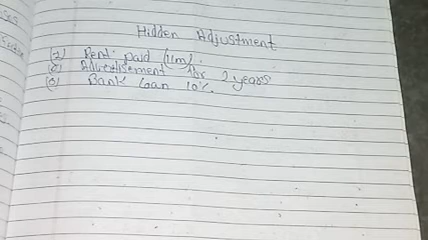 Hidden Adjustment
Rent paid (11m).
Advertisement for 2 years
Bank Loan 10%.